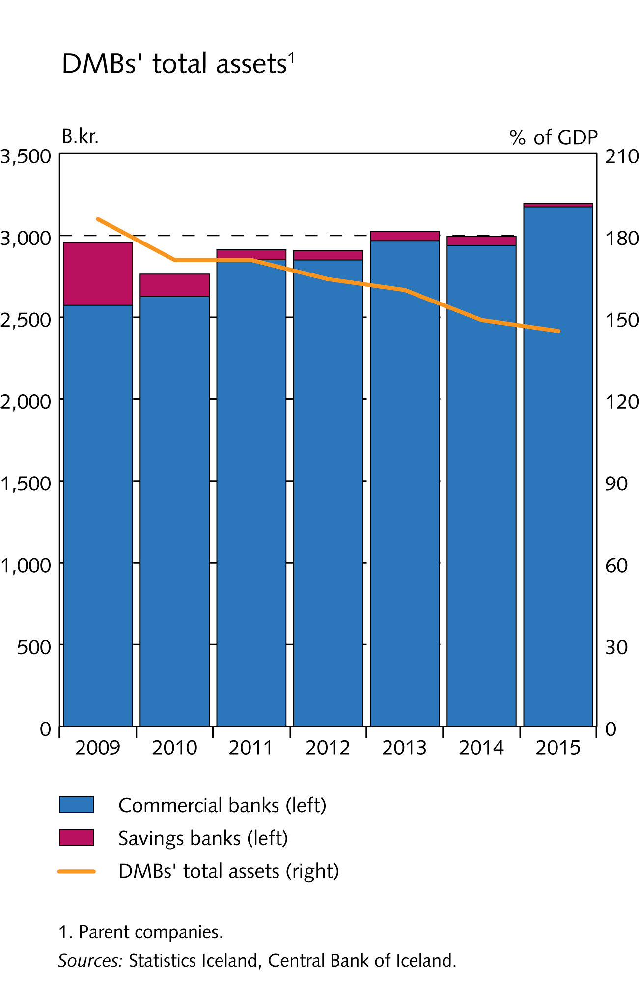 DMBs' total assets¹
B.kr. % of GDP
3,500 210
3,000 180
2,500 150
2,000 120
1,500 90
1,000 60
500 30
0 0
2009 2010 2011 2012 2013 2014 2015
Commercial banks (left)
Savings banks (left)
DMBs' total assets (right)
1. Parent companies.
Sources: Statistics Iceland, Central Bank of Iceland.